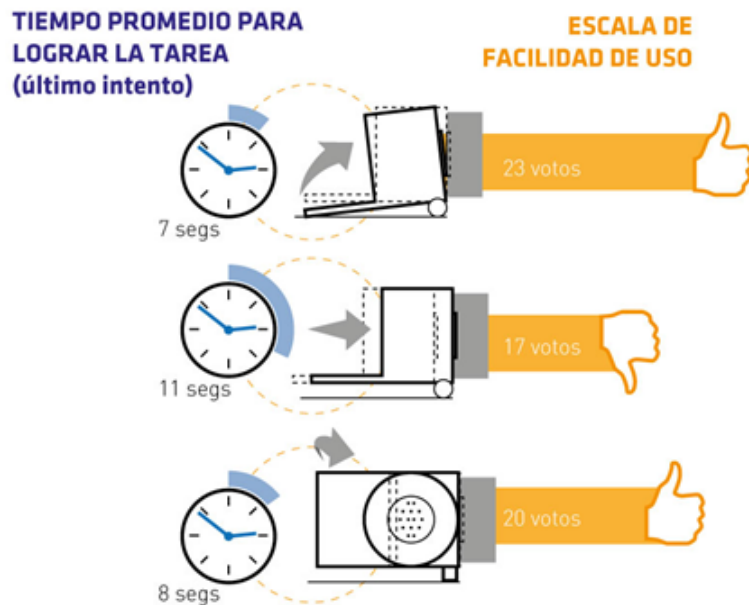 TIEMPO PROMEDIO PARA
LOGRAR LA TAREA
(último intento)
ESCALA DE
FACILIDAD DE USO
7 segs
23 votos
11 segs
17 votos
8 segs
20 votos